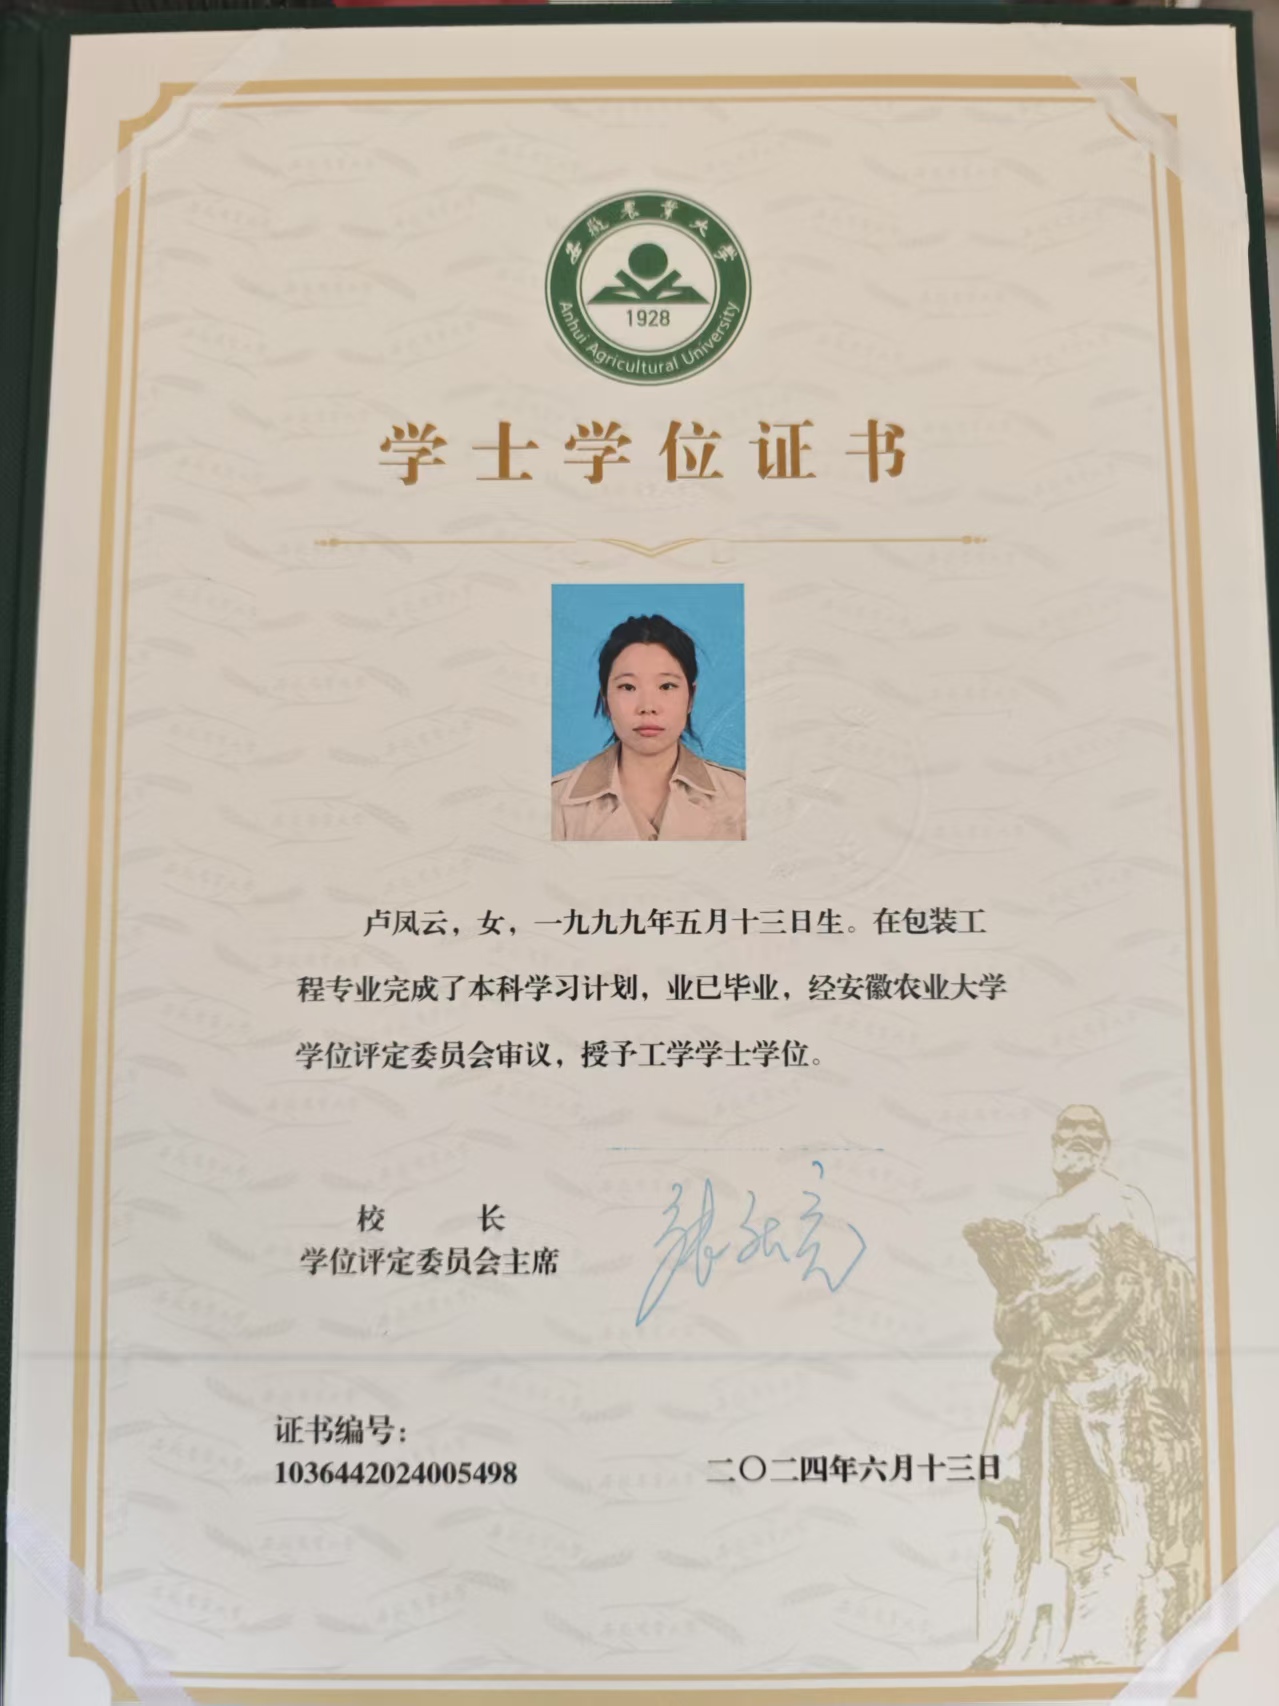 安徽农业大学
1928
Anhui Agricultural University
学士学位证书
卢凤云，女，一九九九年五月十三日生。在包装工
程专业完成了本科学习计划，业已毕业，经安徽农业大学
学位评定委员会审议，授予工学学士学位。
校 长
学位评定委员会主席
证书编号：
1036442024005498
二〇二四年六月十三日